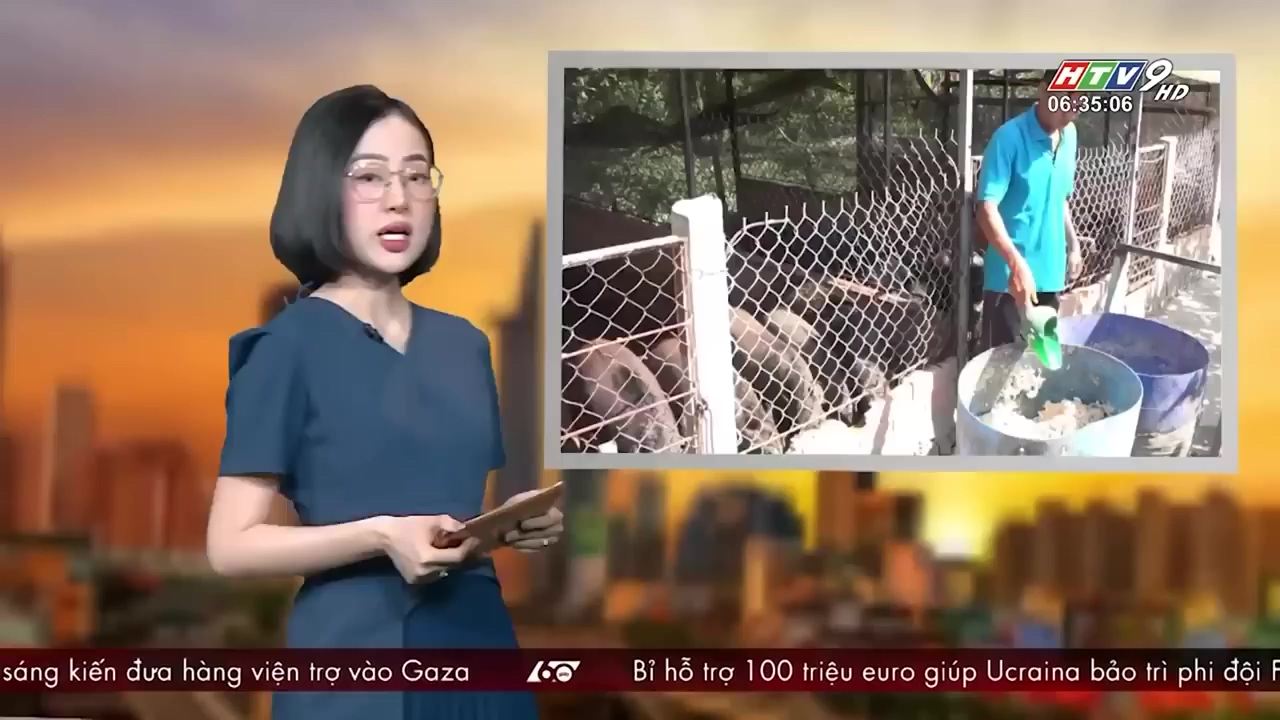 HTV9 HD
06:35:06
sáng kiến đưa hàng viện trợ vào Gaza 60 Bỉ hỗ trợ 100 triệu euro giúp Ucraina bảo trì phi đội F